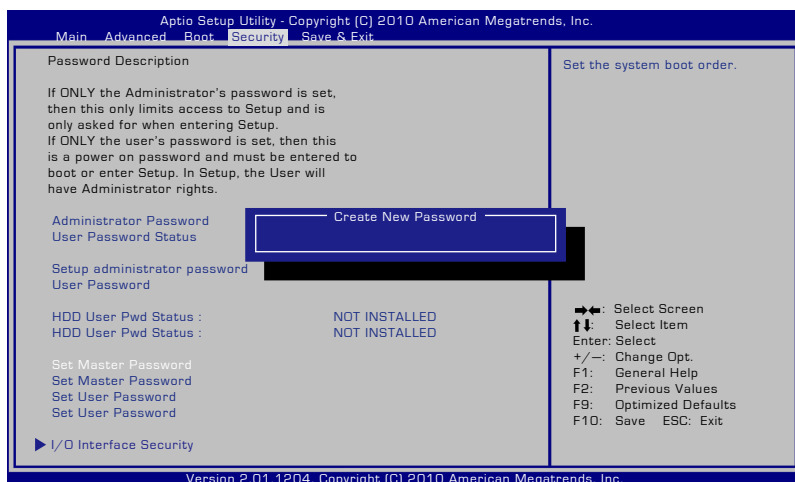 Aptio Setup Utility - Copyright (C) 2010 American Megatrends, Inc.
Main Advanced Boot Security Save & Exit
Password Description
If ONLY the Administrator's password is set,
then this only limits access to Setup and is
only asked for when entering Setup.
If ONLY the user's password is set, then this
is a power on password and must be entered to
boot or enter Setup. In Setup, the User will
have Administrator rights.
Administrator Password
User Password Status
Create New Password
Setup administrator password
User Password
HDD User Pwd Status : NOT INSTALLED
HDD User Pwd Status : NOT INSTALLED
Set Master Password
Set Master Password
Set User Password
Set User Password
I/O Interface Security
Set the system boot order.
→←: Select Screen
↑↓: Select Item
Enter: Select
+/—: Change Opt.
F1: General Help
F2: Previous Values
F9: Optimized Defaults
F10: Save ESC: Exit
Version 2.01.1204. Copyright (C) 2010 American Megatrends, Inc.